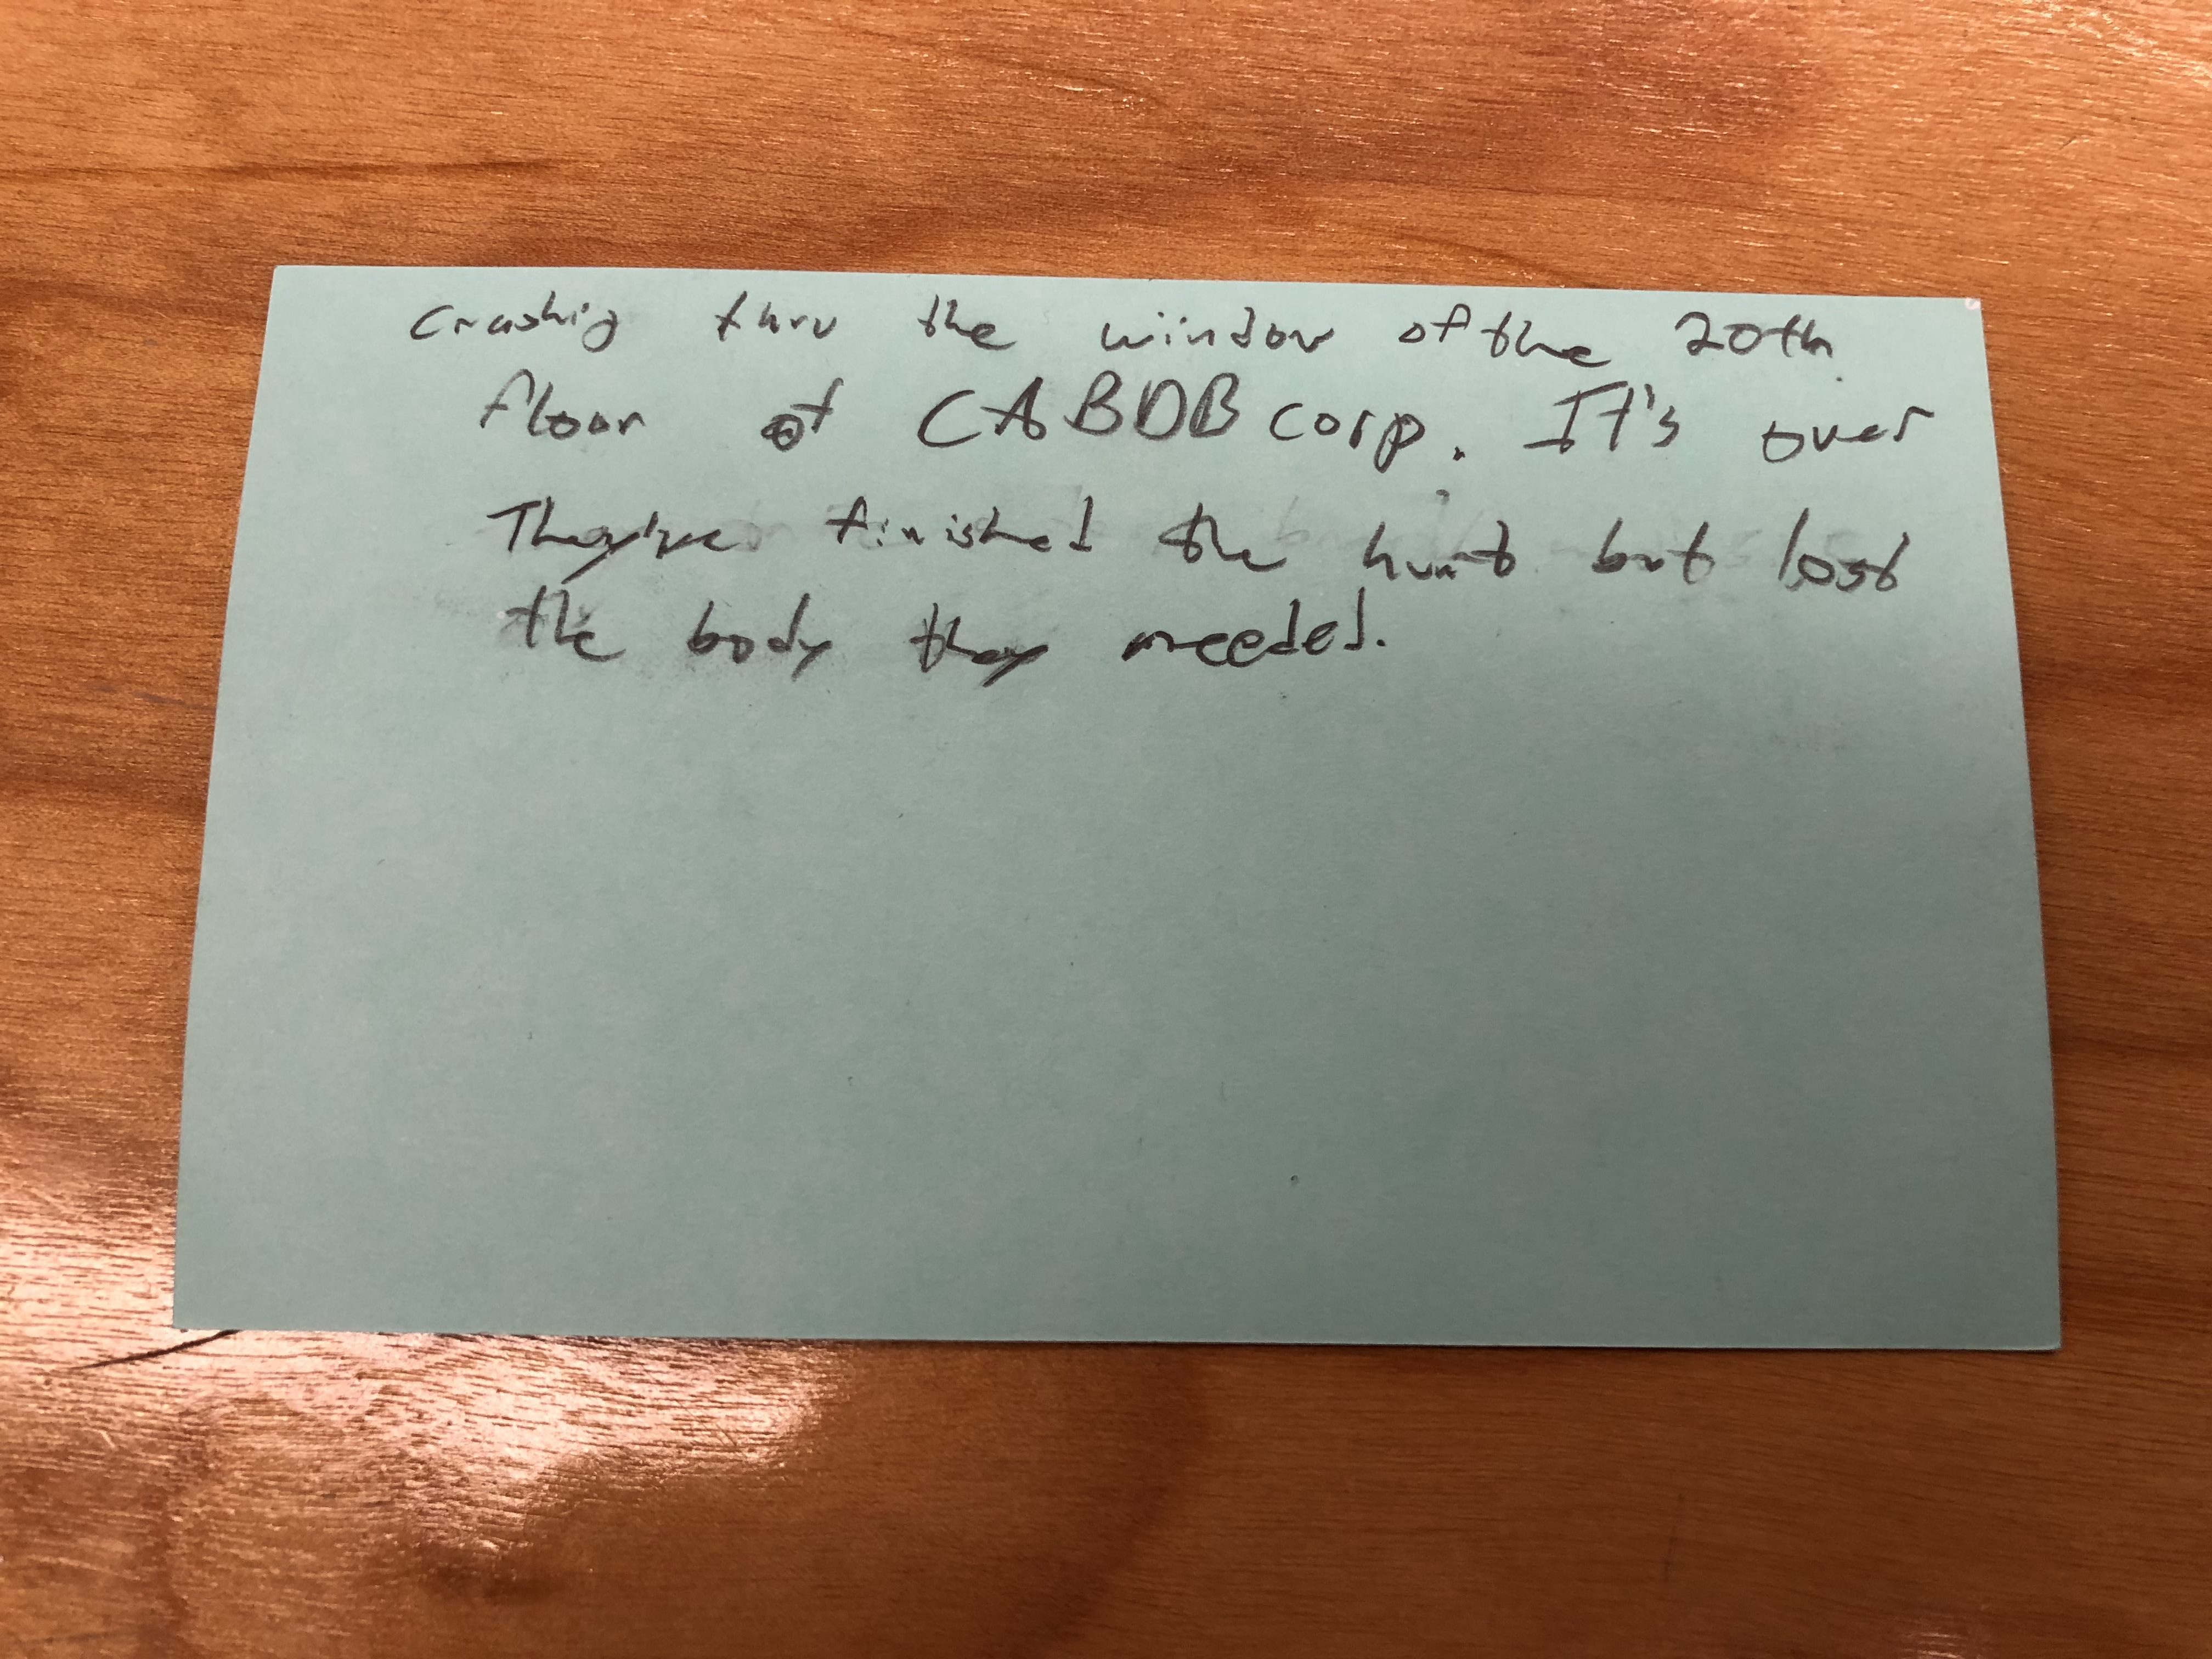 Crashig thru the wiindow of the 20th
floor of CABDB corp. It's over
They've finished the hunt but lost
the body they needed.